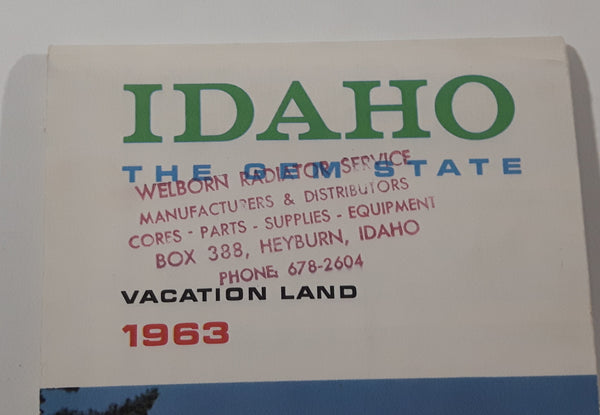 IDAHO
THE GEM STATE
WELBORN RADIATOR SERVICE
MANUFACTURERS & DISTRIBUTORS
CORES - PARTS - SUPPLIES - EQUIPMENT
BOX 388, HEYBURN, IDAHO
PHONE: 678-2604
VACATION LAND
1963